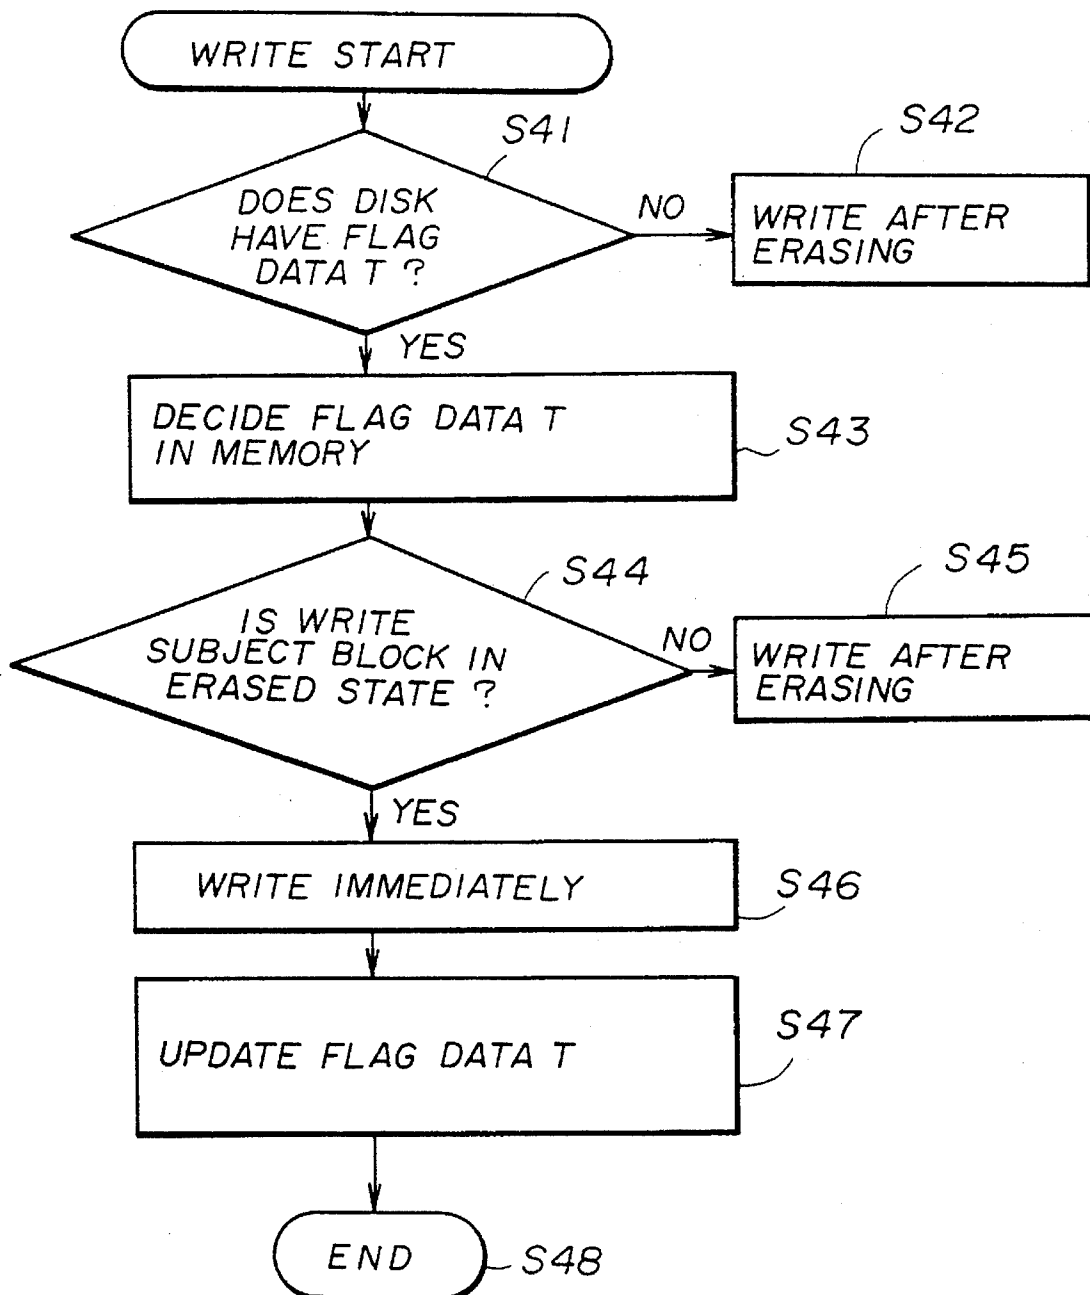 WRITE START
S41
DOES DISK
HAVE FLAG
DATA T ?
NO
S42
WRITE AFTER
ERASING
YES
DECIDE FLAG DATA T
IN MEMORY
S43
S44
IS WRITE
SUBJECT BLOCK IN
ERASED STATE ?
NO
S45
WRITE AFTER
ERASING
YES
WRITE IMMEDIATELY
S46
UPDATE FLAG DATA T
S47
END
S48